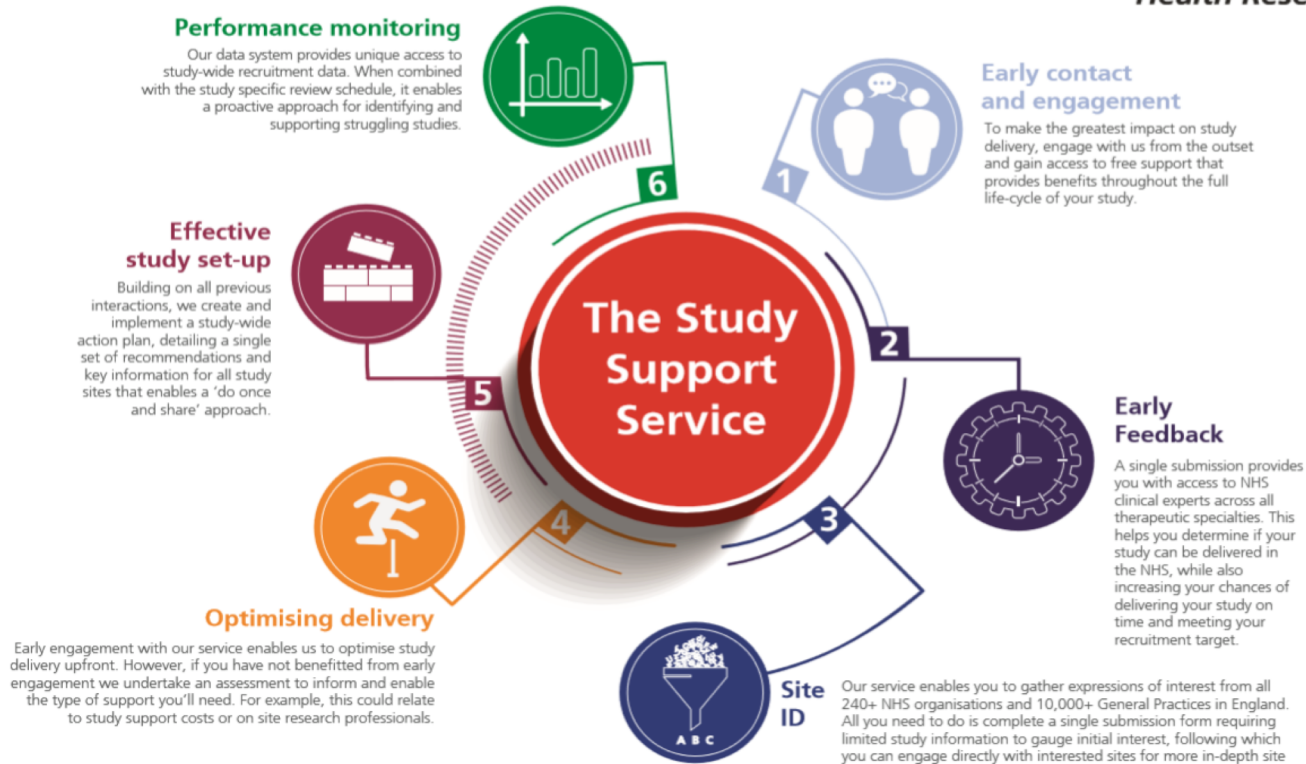 Health Rese
Performance monitoring
Our data system provides unique access to
study-wide recruitment data. When combined
with the study specific review schedule, it enables
a proactive approach for identifying and
supporting struggling studies.
6
1
Early contact
and engagement
To make the greatest impact on study
delivery, engage with us from the outset
and gain access to free support that
provides benefits throughout the full
life-cycle of your study.
Effective
study set-up
Building on all previous
interactions, we create and
implement a study-wide
action plan, detailing a single
set of recommendations and
key information for all study
sites that enables a ‘do once
and share’ approach.
5
The Study
Support
Service
2
Early
Feedback
A single submission provides
you with access to NHS
clinical experts across all
therapeutic specialties. This
helps you determine if your
study can be delivered in
the NHS, while also
increasing your chances of
delivering your study on
time and meeting your
recruitment target.
4
3
Optimising delivery
Early engagement with our service enables us to optimise study
delivery upfront. However, if you have not benefitted from early
engagement we undertake an assessment to inform and enable
the type of support you’ll need. For example, this could relate
to study support costs or on site research professionals.
A B C
Site
ID
Our service enables you to gather expressions of interest from all
240+ NHS organisations and 10,000+ General Practices in England.
All you need to do is complete a single submission form requiring
limited study information to gauge initial interest, following which
you can engage directly with interested sites for more in-depth site